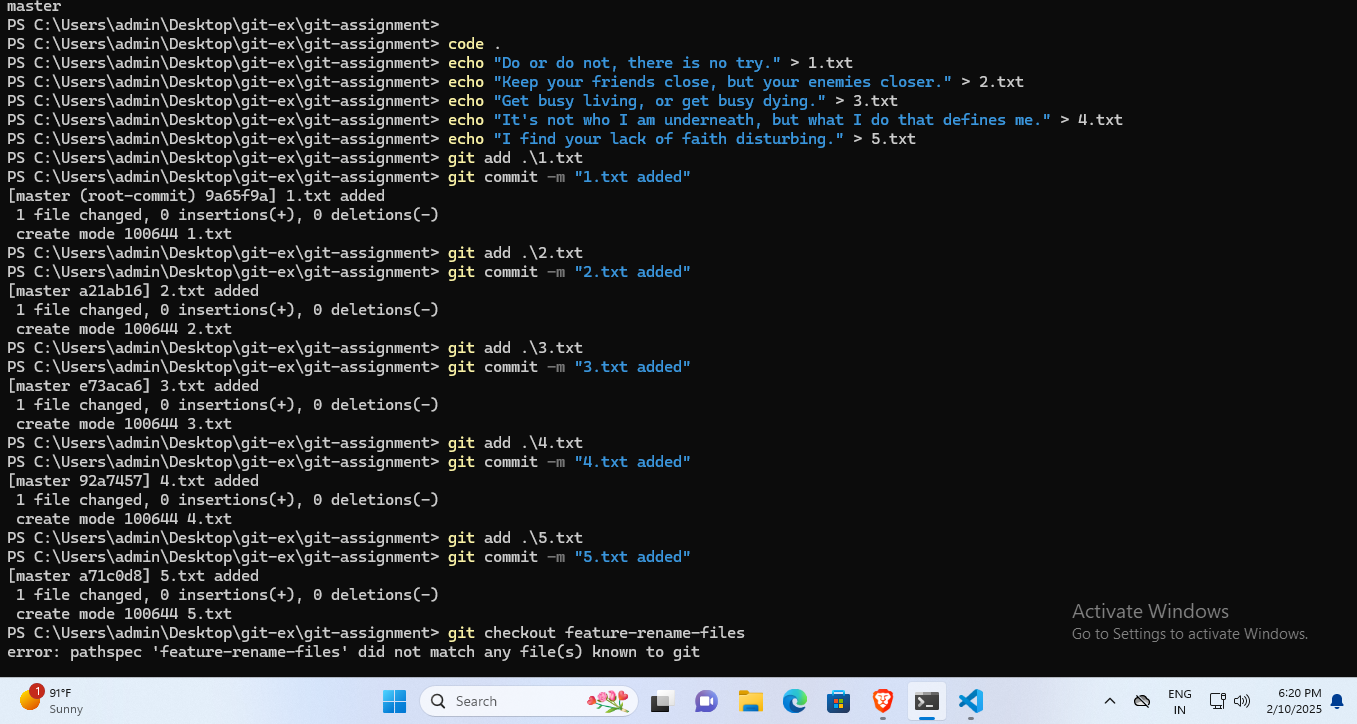 master
PS C:\Users\admin\Desktop\git-ex\git-assignment>
PS C:\Users\admin\Desktop\git-ex\git-assignment> code .
PS C:\Users\admin\Desktop\git-ex\git-assignment> echo "Do or do not, there is no try." > 1.txt
PS C:\Users\admin\Desktop\git-ex\git-assignment> echo "Keep your friends close, but your enemies closer." > 2.txt
PS C:\Users\admin\Desktop\git-ex\git-assignment> echo "Get busy living, or get busy dying." > 3.txt
PS C:\Users\admin\Desktop\git-ex\git-assignment> echo "It's not who I am underneath, but what I do that defines me." > 4.txt
PS C:\Users\admin\Desktop\git-ex\git-assignment> echo "I find your lack of faith disturbing." > 5.txt
PS C:\Users\admin\Desktop\git-ex\git-assignment> git add .\1.txt
PS C:\Users\admin\Desktop\git-ex\git-assignment> git commit -m "1.txt added"
[master (root-commit) 9a65f9a] 1.txt added
 1 file changed, 0 insertions(+), 0 deletions(-)
 create mode 100644 1.txt
PS C:\Users\admin\Desktop\git-ex\git-assignment> git add .\2.txt
PS C:\Users\admin\Desktop\git-ex\git-assignment> git commit -m "2.txt added"
[master a21ab16] 2.txt added
 1 file changed, 0 insertions(+), 0 deletions(-)
 create mode 100644 2.txt
PS C:\Users\admin\Desktop\git-ex\git-assignment> git add .\3.txt
PS C:\Users\admin\Desktop\git-ex\git-assignment> git commit -m "3.txt added"
[master e73aca6] 3.txt added
 1 file changed, 0 insertions(+), 0 deletions(-)
 create mode 100644 3.txt
PS C:\Users\admin\Desktop\git-ex\git-assignment> git add .\4.txt
PS C:\Users\admin\Desktop\git-ex\git-assignment> git commit -m "4.txt added"
[master 92a7457] 4.txt added
 1 file changed, 0 insertions(+), 0 deletions(-)
 create mode 100644 4.txt
PS C:\Users\admin\Desktop\git-ex\git-assignment> git add .\5.txt
PS C:\Users\admin\Desktop\git-ex\git-assignment> git commit -m "5.txt added"
[master a71c0d8] 5.txt added
 1 file changed, 0 insertions(+), 0 deletions(-)
 create mode 100644 5.txt
PS C:\Users\admin\Desktop\git-ex\git-assignment> git checkout feature-rename-files
error: pathspec 'feature-rename-files' did not match any file(s) known to git
Activate Windows
Go to Settings to activate Windows.
1
91°F
Sunny
Search
ENG
IN
6:20 PM
2/10/2025